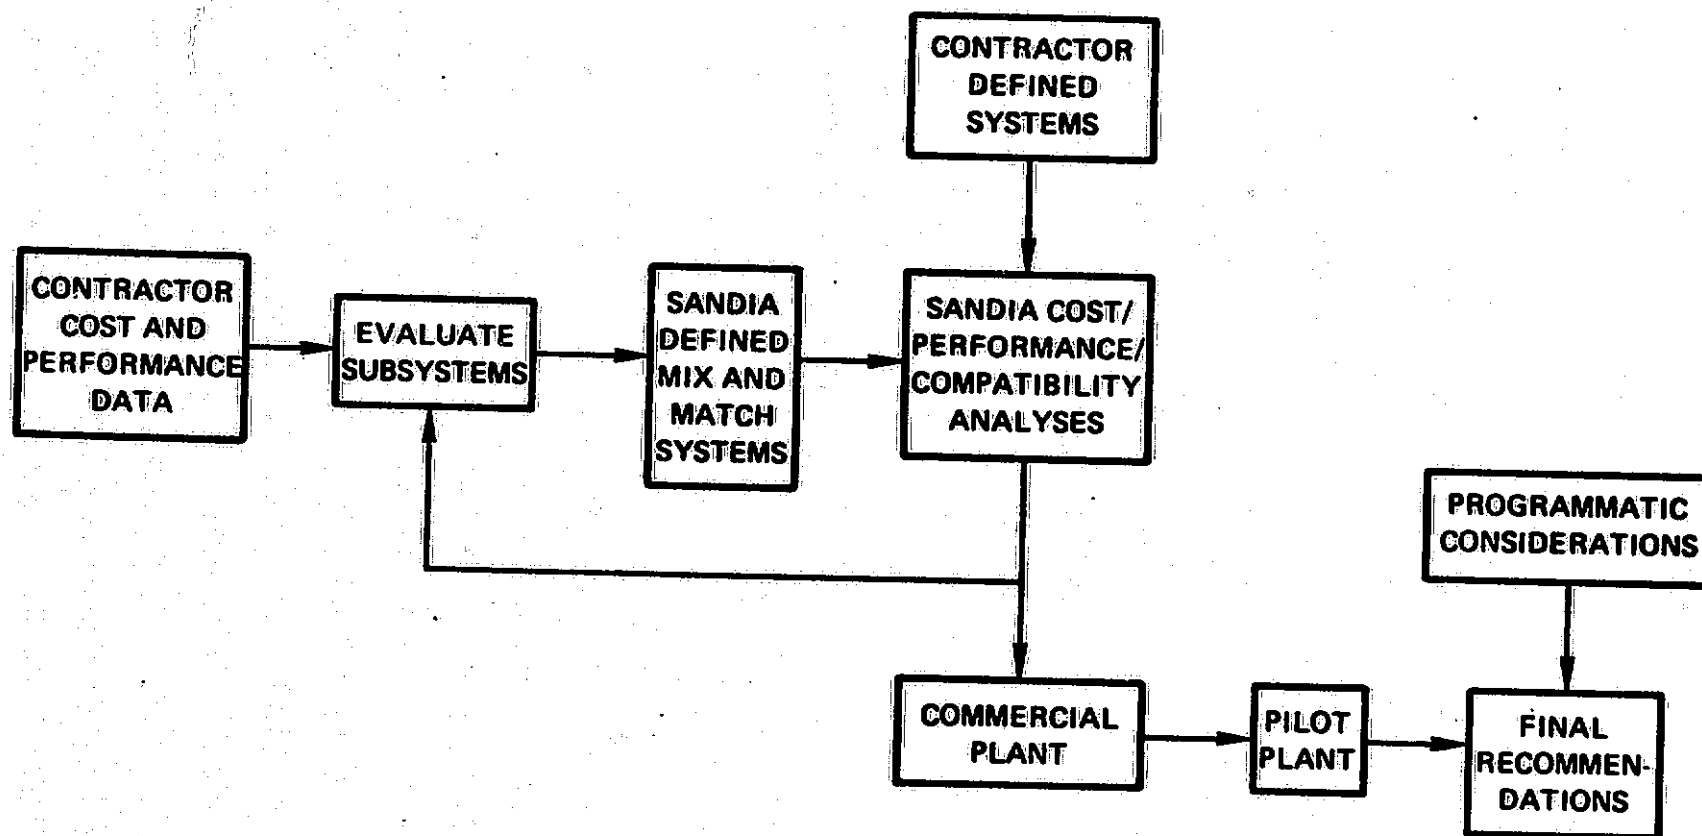 CONTRACTOR
DEFINED
SYSTEMS
CONTRACTOR
COST AND
PERFORMANCE
DATA
EVALUATE
SUBSYSTEMS
SANDIA
DEFINED
MIX AND
MATCH
SYSTEMS
SANDIA COST/
PERFORMANCE/
COMPATIBILITY
ANALYSES
PROGRAMMATIC
CONSIDERATIONS
COMMERCIAL
PLANT
PILOT
PLANT
FINAL
RECOMMEN-
DATIONS